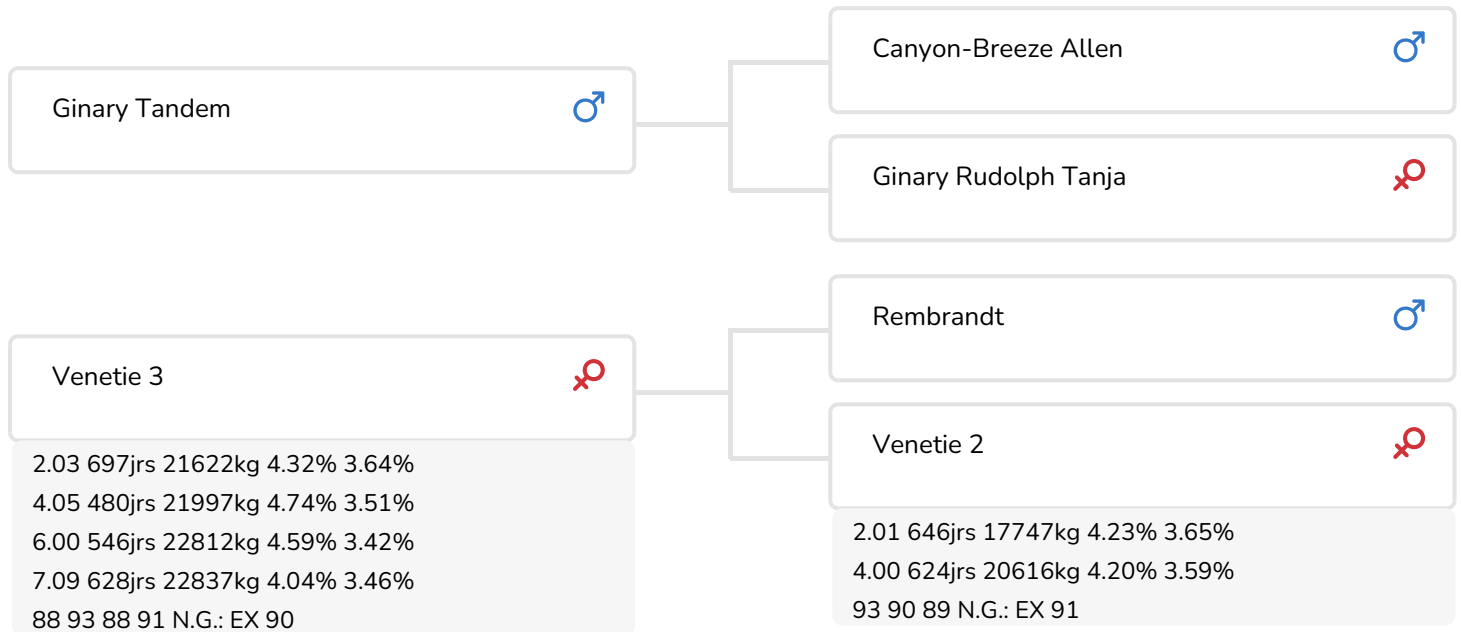 Canyon-Breeze Allen
Ginary Tandem
Ginary Rudolph Tanja
Rembrandt
Venetie 3
Venetie 2
2.03 697jrs 21622kg 4.32% 3.64%
4.05 480jrs 21997kg 4.74% 3.51%
6.00 546jrs 22812kg 4.59% 3.42%
7.09 628jrs 22837kg 4.04% 3.46%
88 93 88 91 N.G.: EX 90
2.01 646jrs 17747kg 4.23% 3.65%
4.00 624jrs 20616kg 4.20% 3.59%
93 90 89 N.G.: EX 91